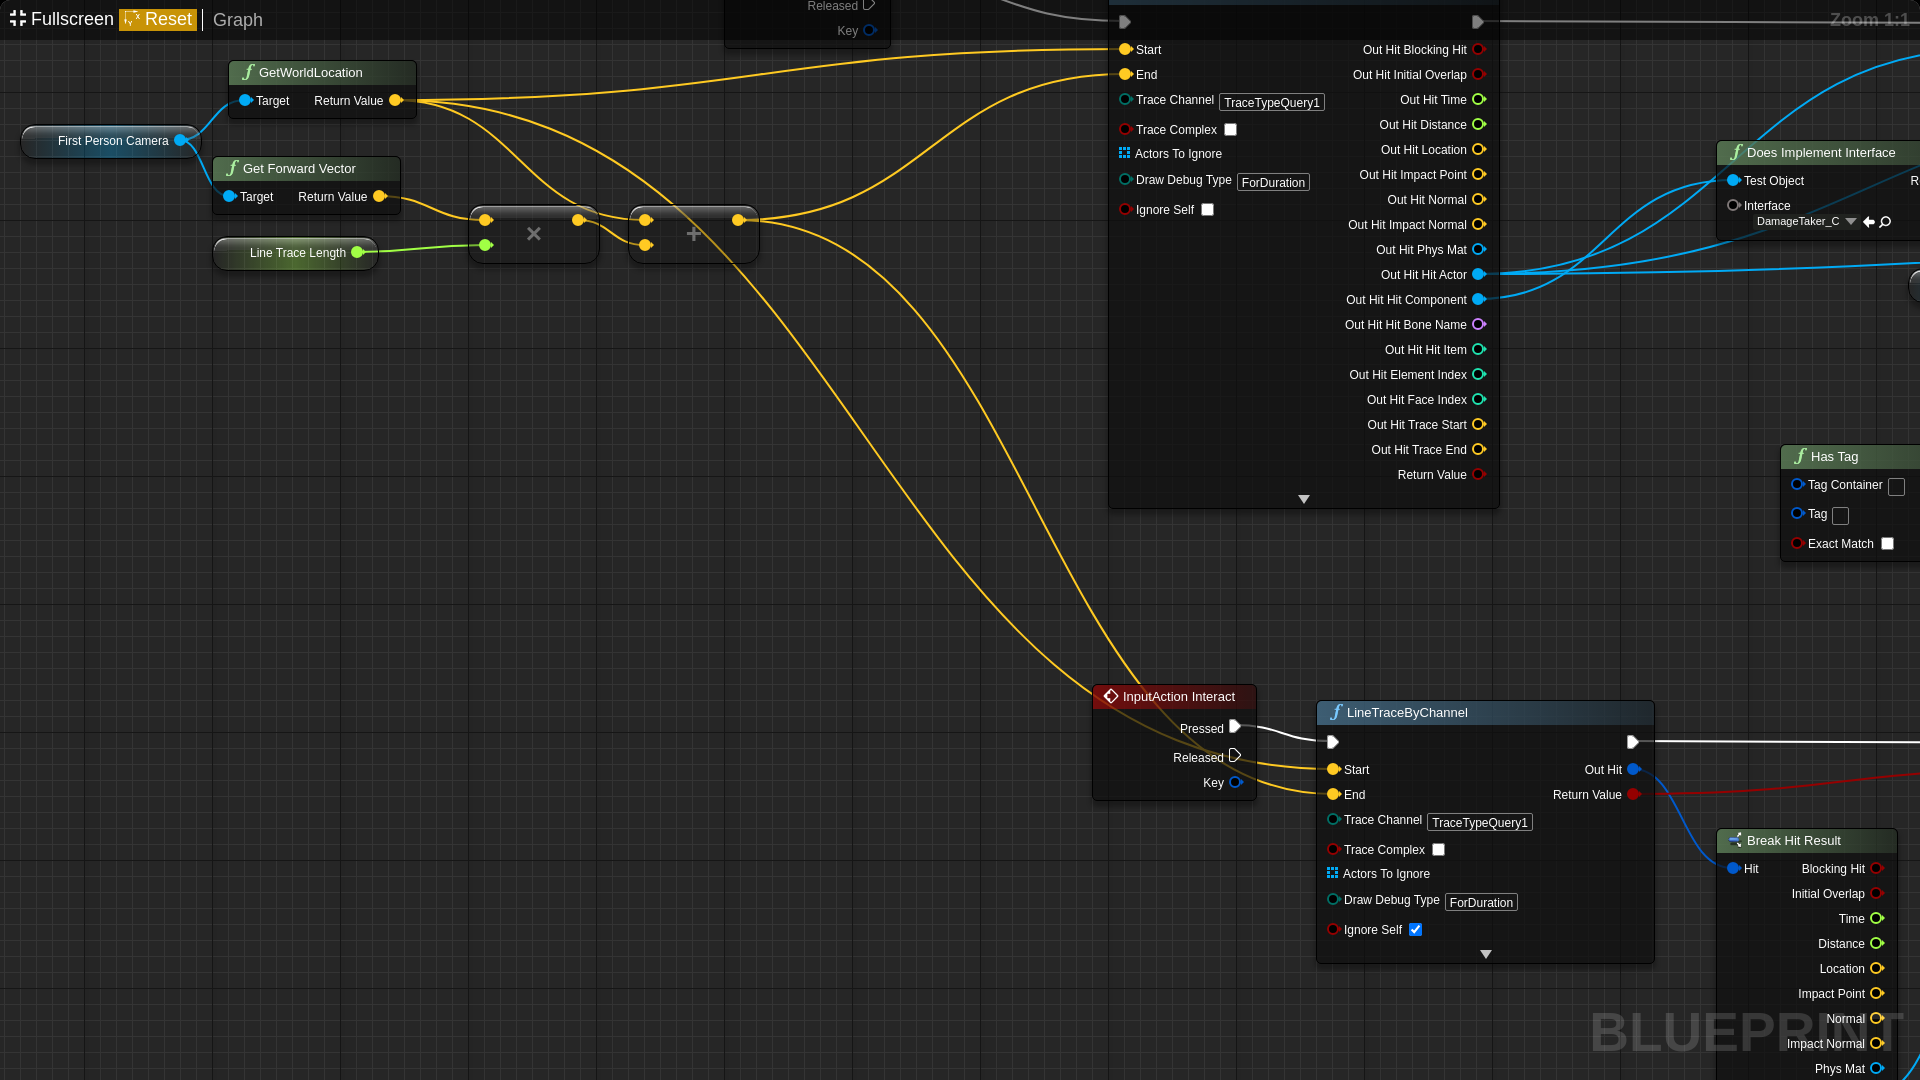 Fullscreen Reset Graph
Zoom 1:1
Released
Key
GetWorldLocation
Target Return Value
First Person Camera
Get Forward Vector
Target Return Value
Line Trace Length
×
+
Start Out Hit Blocking Hit
End Out Hit Initial Overlap
Trace Channel TraceTypeQuery1 Out Hit Time
Trace Complex Out Hit Distance
Actors To Ignore Out Hit Location
Draw Debug Type ForDuration Out Hit Impact Point
Ignore Self Out Hit Normal
Out Hit Impact Normal
Out Hit Phys Mat
Out Hit Hit Actor
Out Hit Hit Component
Out Hit Hit Bone Name
Out Hit Hit Item
Out Hit Element Index
Out Hit Face Index
Out Hit Trace Start
Out Hit Trace End
Return Value
f Does Implement Interface
Test Object R
Interface
DamageTaker_C
f Has Tag
Tag Container
Tag
Exact Match
InputAction Interact
Pressed
Released
Key
f LineTraceByChannel
Start Out Hit
End Return Value
Trace Channel TraceTypeQuery1
Trace Complex
Actors To Ignore
Draw Debug Type ForDuration
Ignore Self
Break Hit Result
Hit Blocking Hit
Initial Overlap
Time
Distance
Location
Impact Point
Normal
Impact Normal
Phys Mat
BLUEPRINT